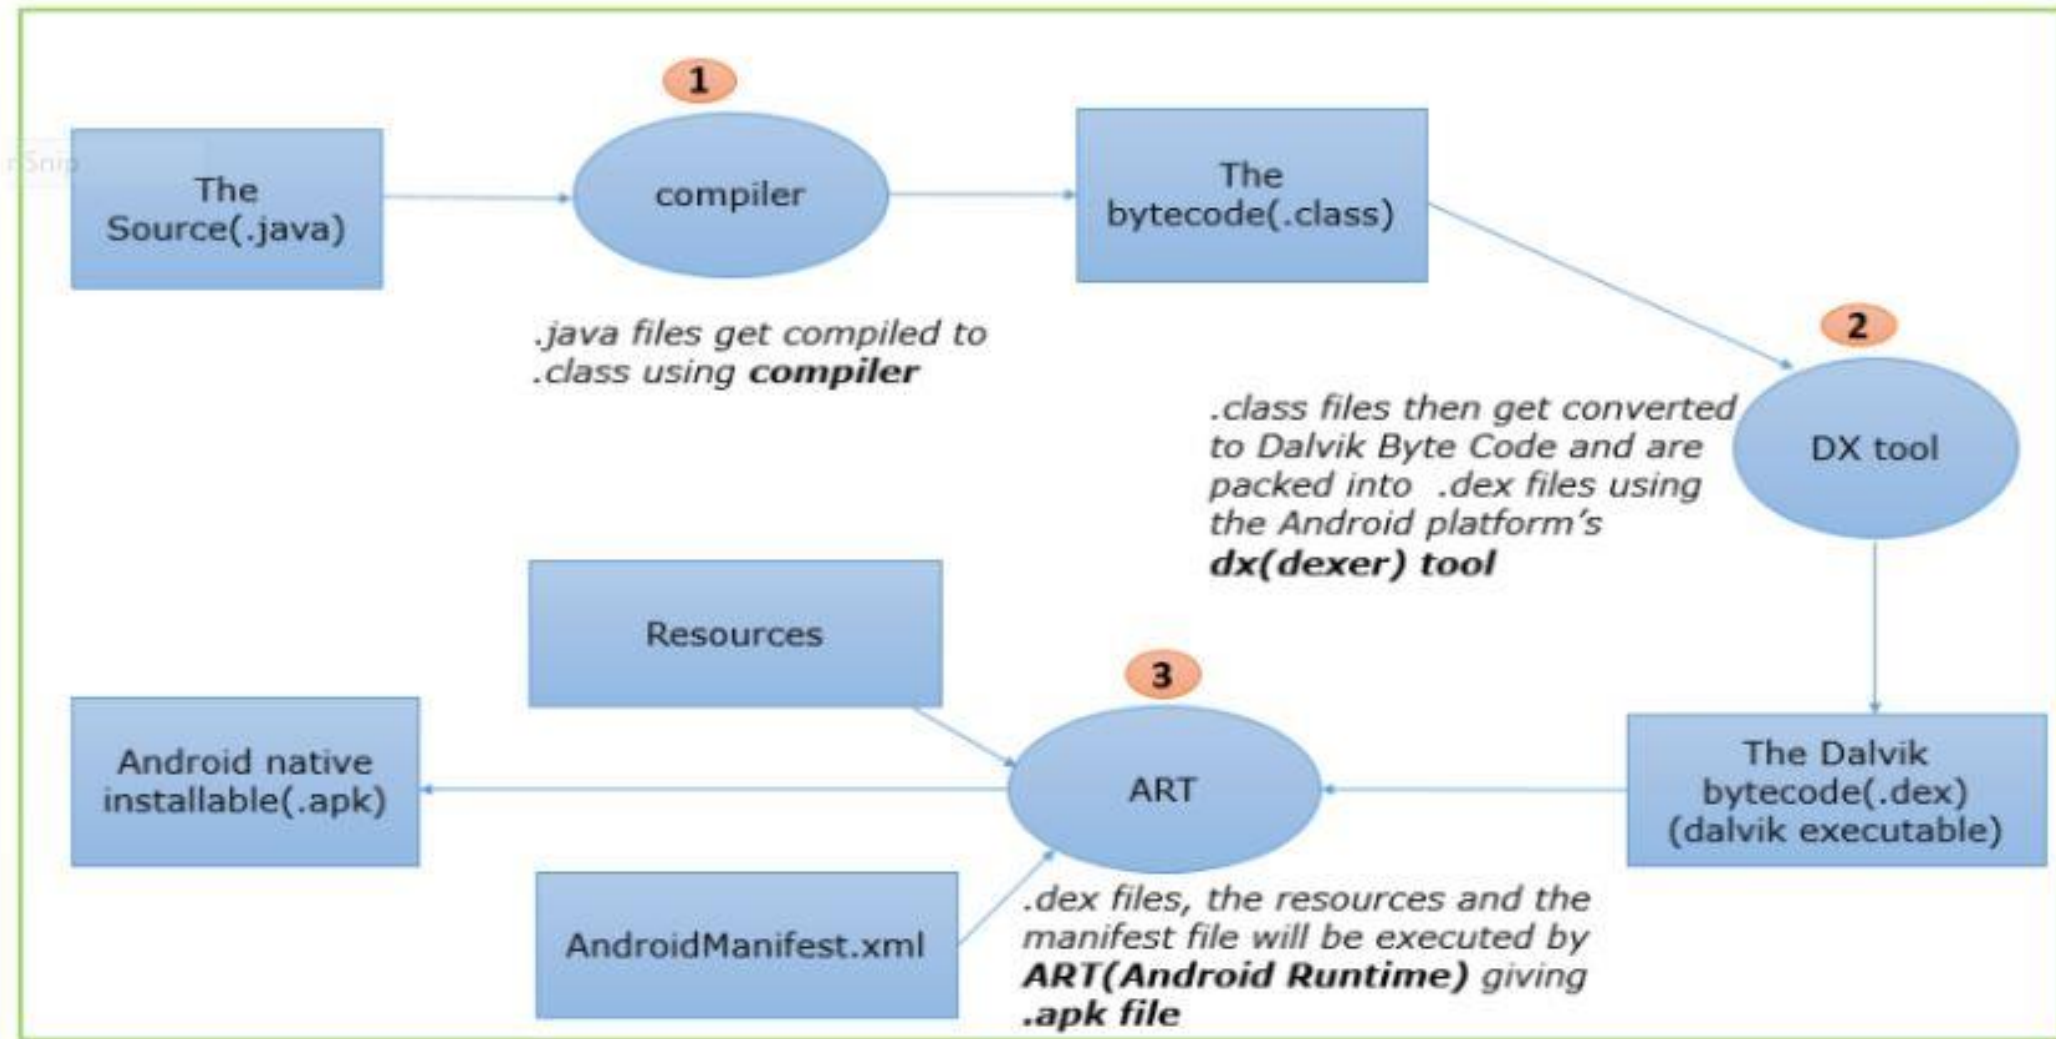 1
The
Source(.java)
compiler
The
bytecode(.class)
.java files get compiled to
.class using compiler
2
DX tool
.class files then get converted
to Dalvik Byte Code and are
packed into .dex files using
the Android platform's
dx(dexer) tool
Resources
3
Android native
installable(.apk)
ART
The Dalvik
bytecode(.dex)
(dalvik executable)
AndroidManifest.xml
.dex files, the resources and the
manifest file will be executed by
ART(Android Runtime) giving
.apk file